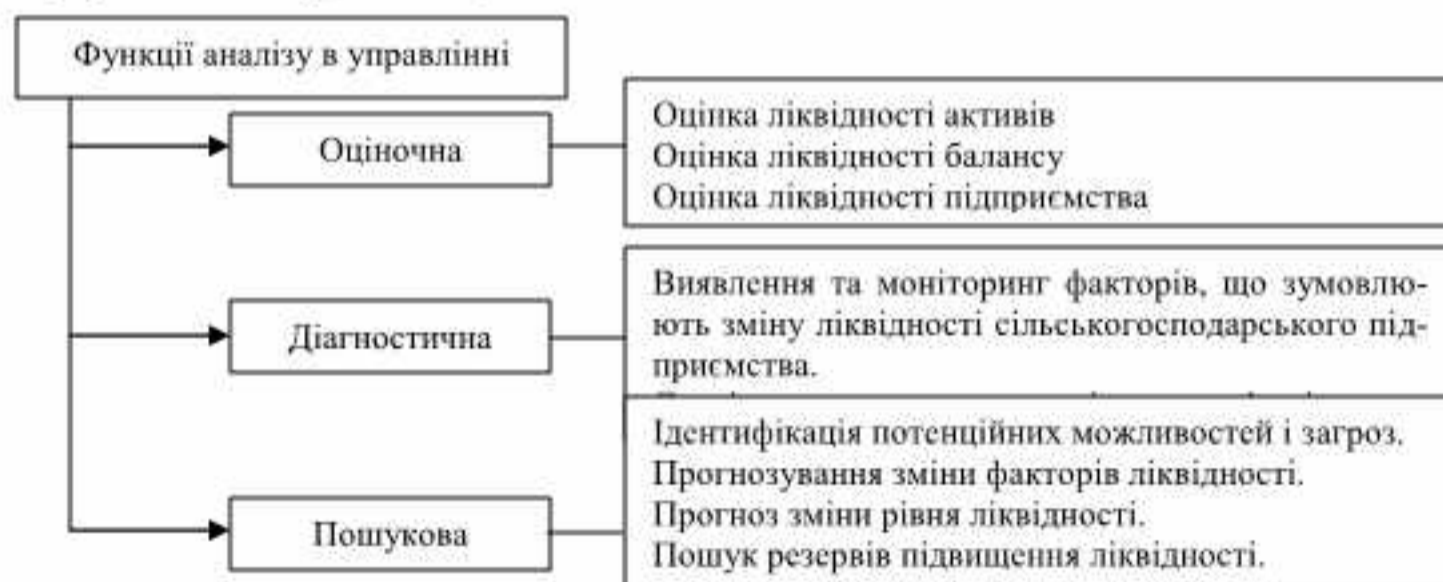 Функції аналізу в управлінні
Оціночна
Оцінка ліквідності активів
Оцінка ліквідності балансу
Оцінка ліквідності підприємства
Діагностична
Виявлення та моніторинг факторів, що зумовлю-
ють зміну ліквідності сільськогосподарського під-
приємства.
Пошукова
Ідентифікація потенційних можливостей і загроз.
Прогнозування зміни факторів ліквідності.
Прогноз зміни рівня ліквідності.
Пошук резервів підвищення ліквідності.